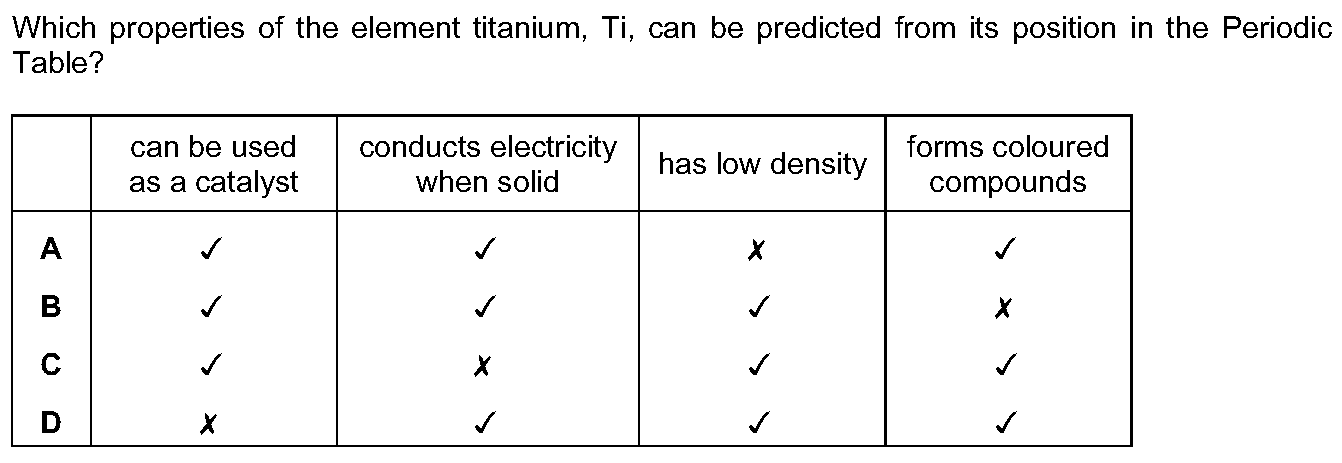 Which properties of the element titanium, Ti, can be predicted from its position in the Periodic
Table?
can be used
as a catalyst
conducts electricity
when solid
has low density
forms coloured
compounds
A ✓ ✓ ✗ ✓
B ✓ ✓ ✓ ✗
C ✓ ✗ ✓ ✓
D ✗ ✓ ✓ ✓